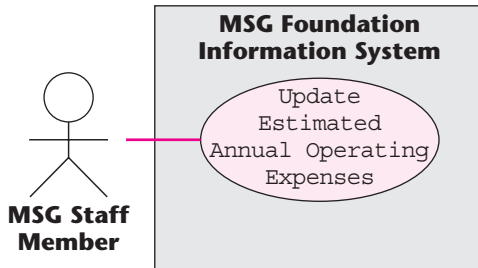 MSG Foundation
Information System
Update
Estimated
Annual Operating
Expenses
MSG Staff
Member